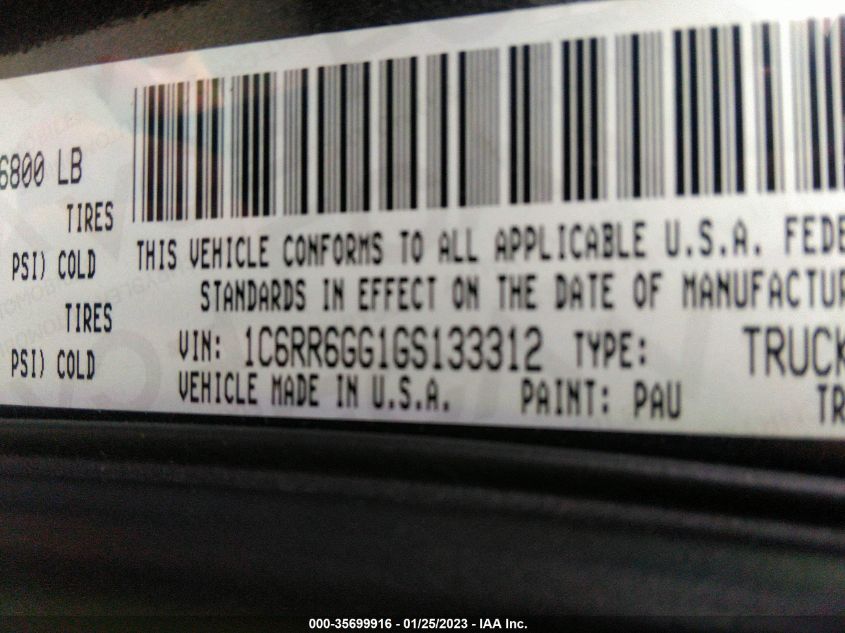 6800 LB
TIRES
PSI) COLD
TIRES
PSI) COLD
THIS VEHICLE CONFORMS TO ALL APPLICABLE U.S.A. FEDE
STANDARDS IN EFFECT ON THE DATE OF MANUFACTUR
VIN: 1C6RR6GG1GS133312 TYPE: TRUCK
VEHICLE MADE IN U.S.A. PAINT: PAU TR
000-35699916 - 01/25/2023 - IAA Inc.